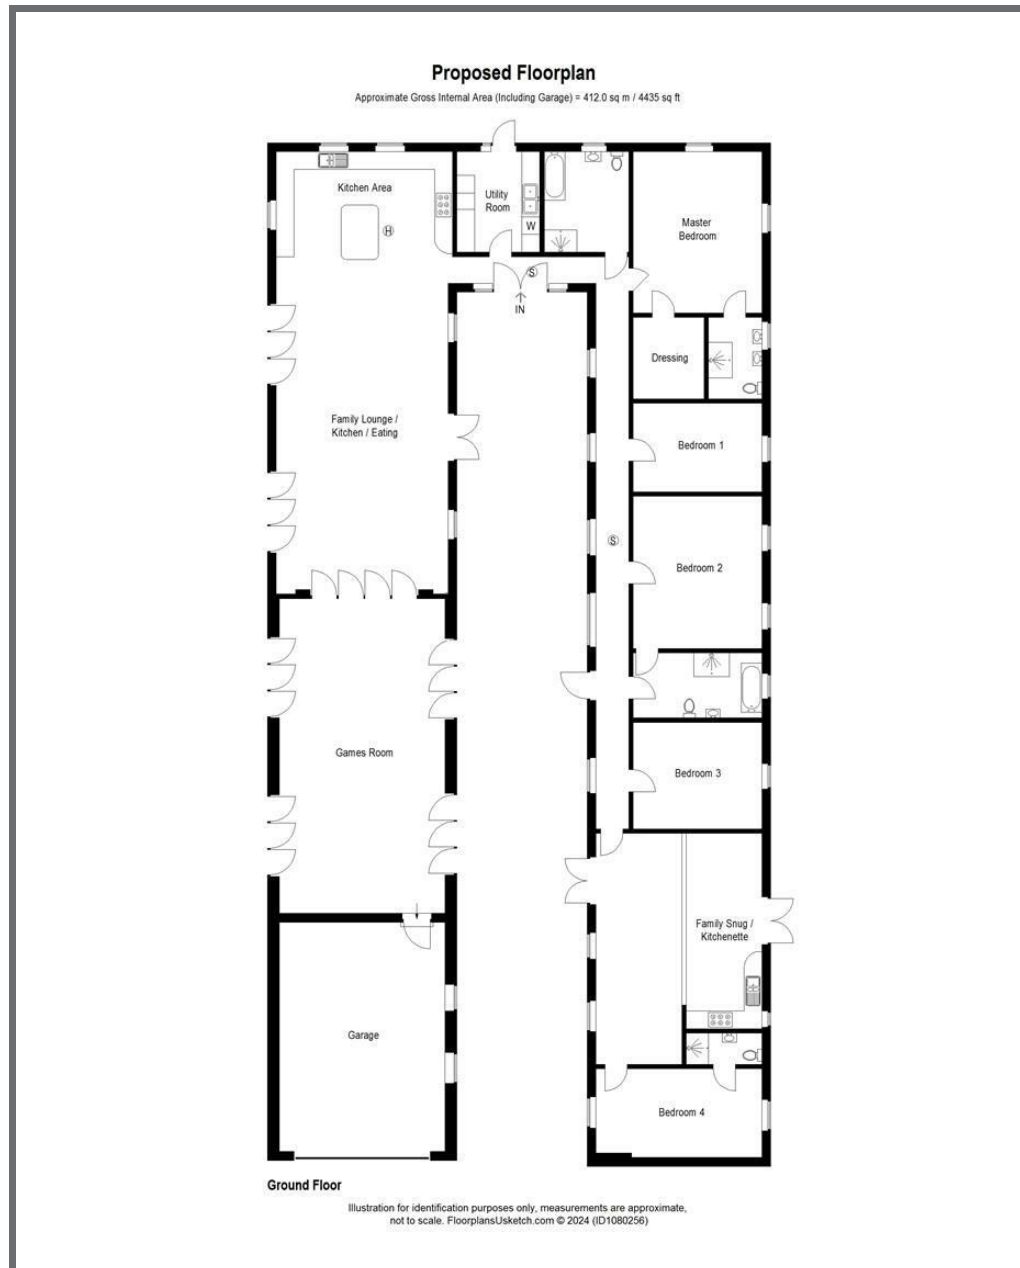 Proposed Floorplan
Approximate Gross Internal Area (Including Garage) = 412.0 sq m / 4435 sq ft
Kitchen Area
H
Utility
Room
W
Master
Bedroom
S
IN
Dressing
Family Lounge /
Kitchen / Eating
Bedroom 1
S
Bedroom 2
Games Room
Bedroom 3
Family Snug /
Kitchenette
Garage
Bedroom 4
Ground Floor
Illustration for identification purposes only, measurements are approximate,
not to scale. FloorplansUsketch.com © 2024 (ID1080256)